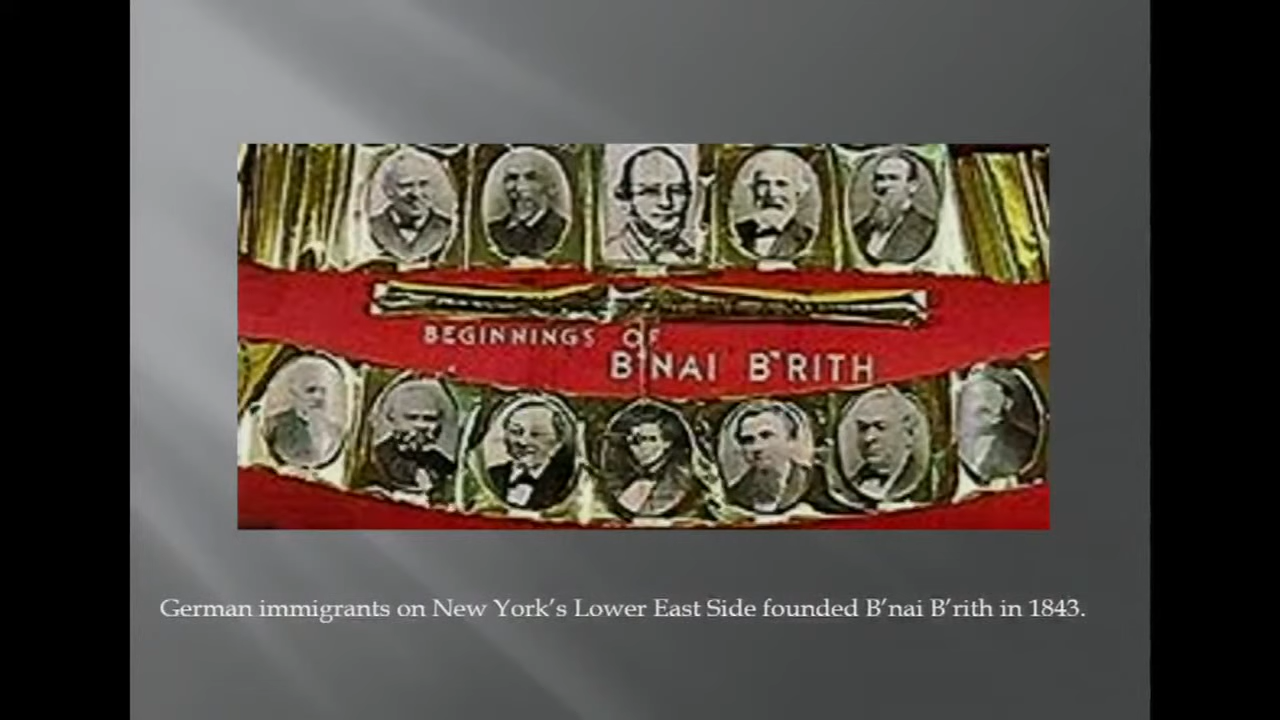 BEGINNINGS OF
B'NAI B'RITH
German immigrants on New York's Lower East Side founded B'nai B'rith in 1843.